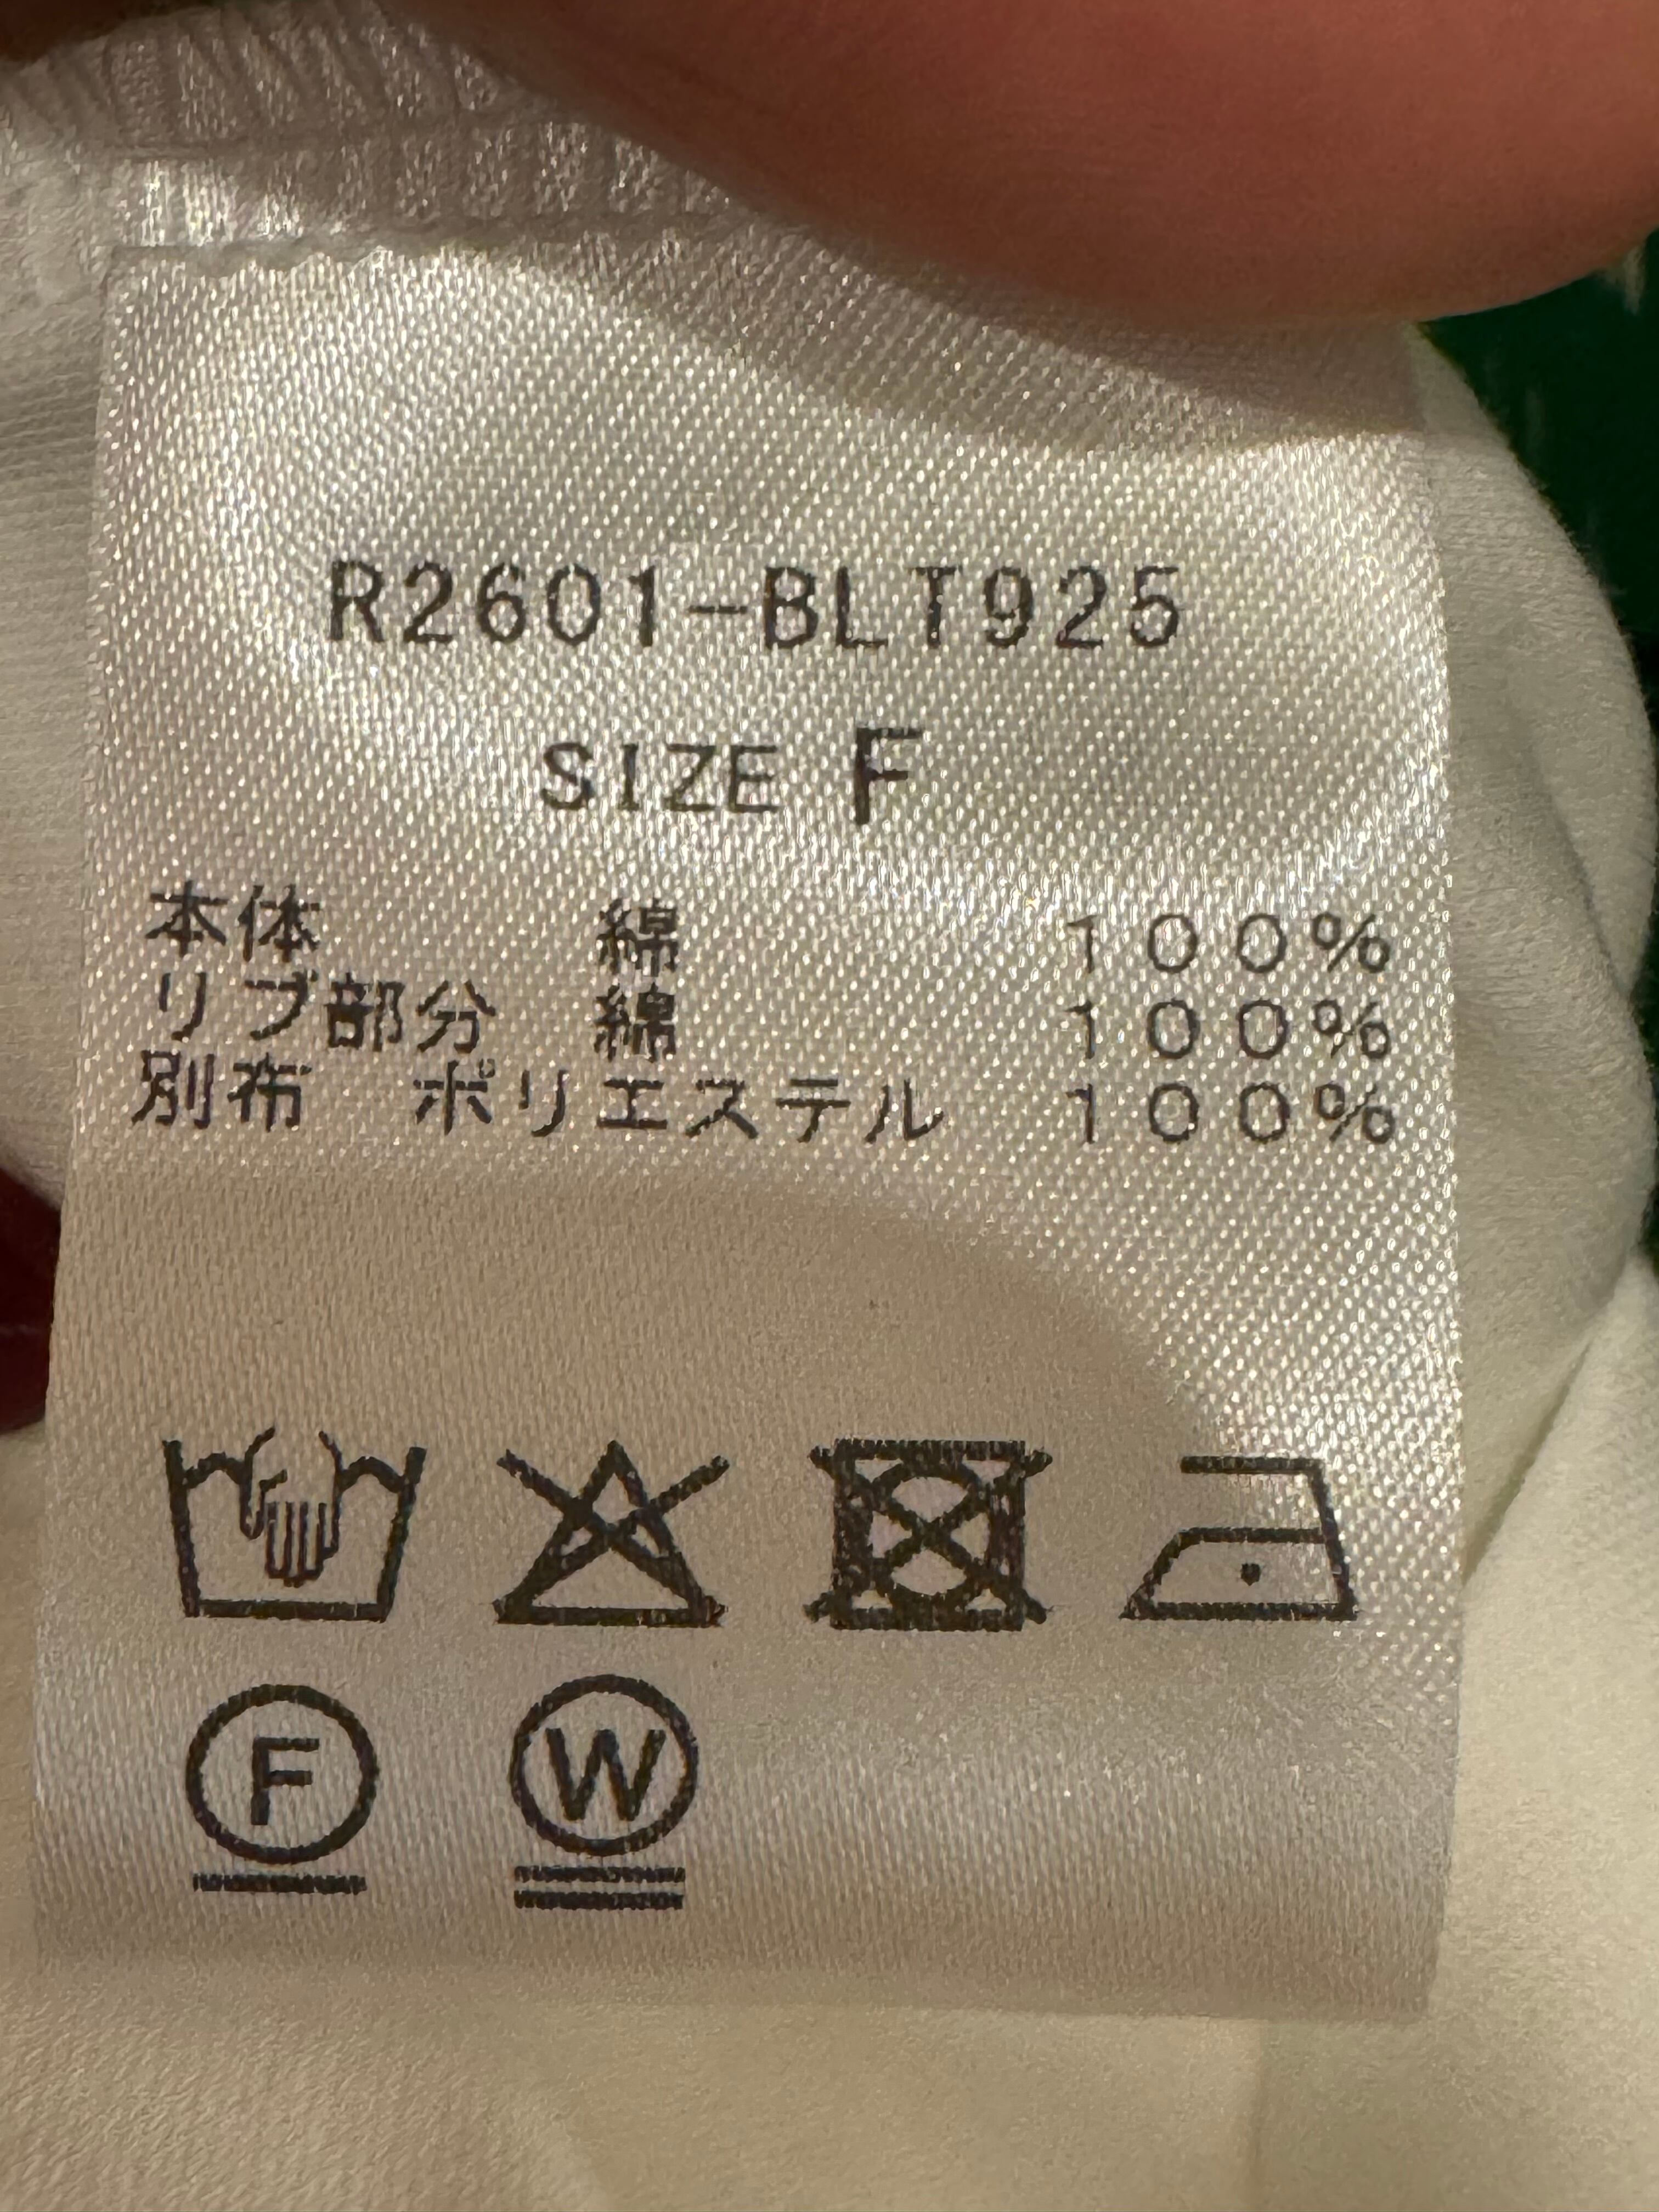 R2601-BLT925
SIZE F
本体 綿 100%
リブ部分 綿 100%
別布 ポリエステル 100%
F
W